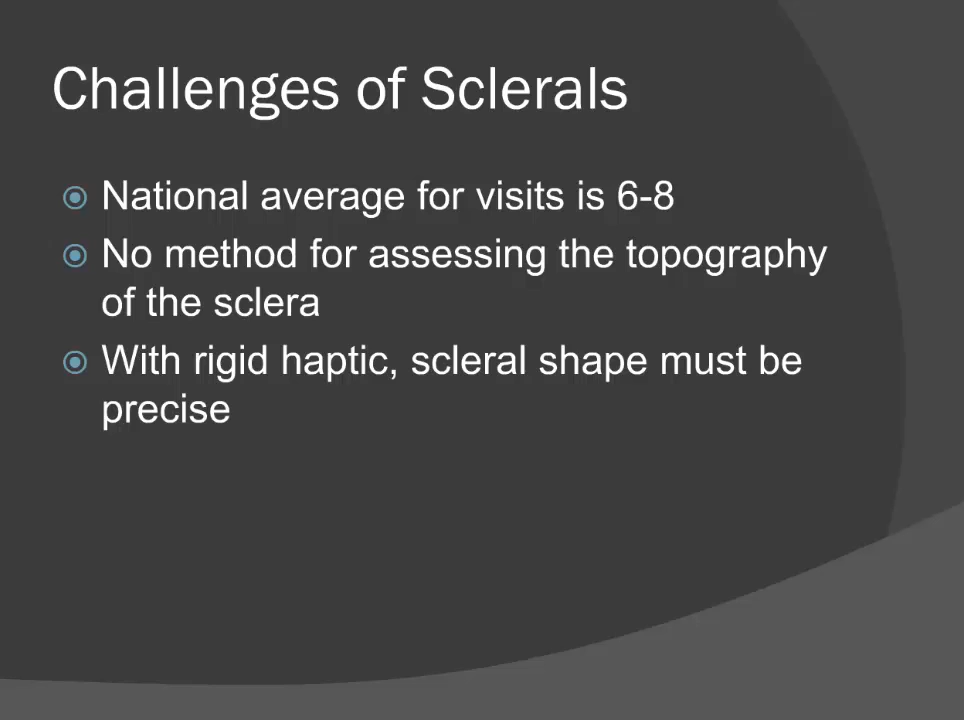 Challenges of Sclerals
National average for visits is 6-8
No method for assessing the topography
of the sclera
With rigid haptic, scleral shape must be
precise